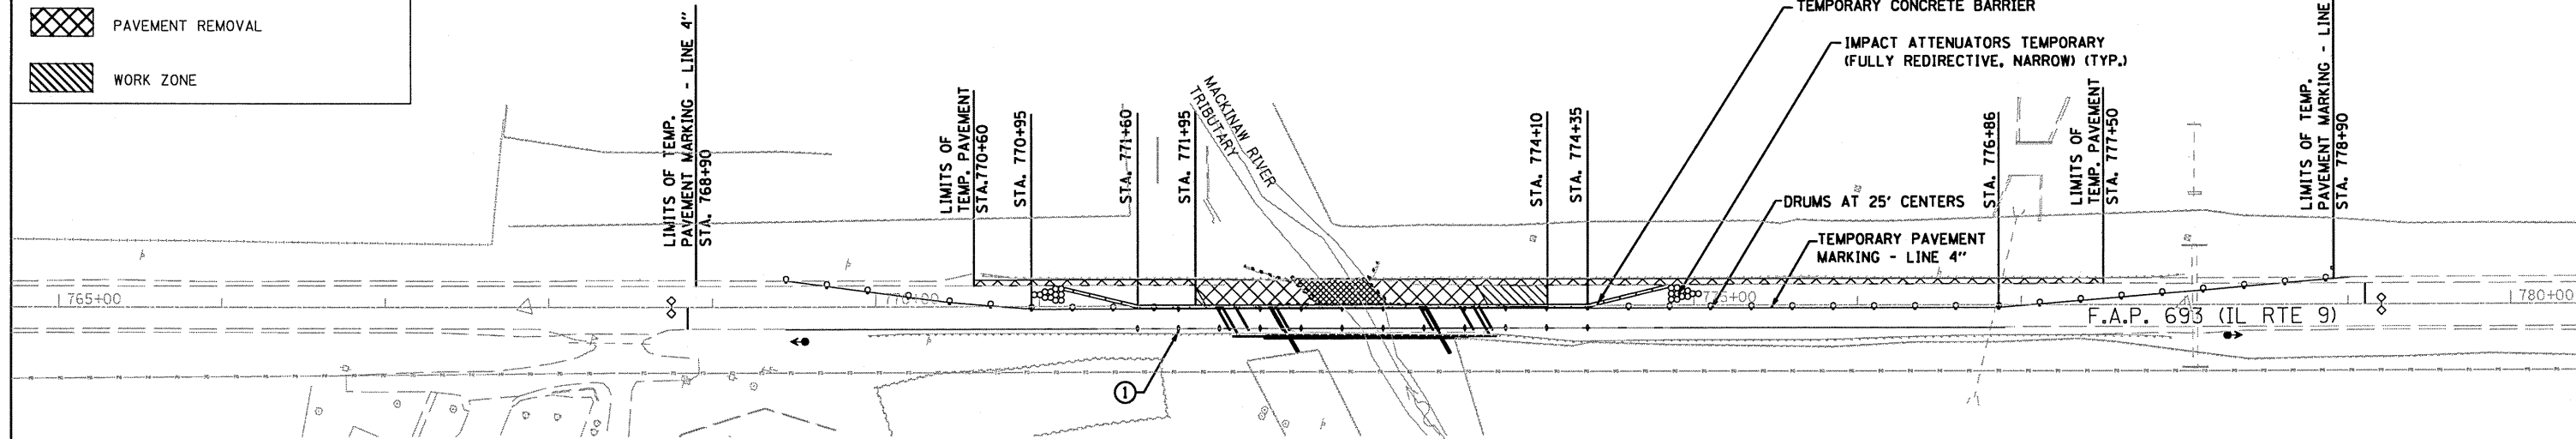 PAVEMENT REMOVAL
WORK ZONE
LIMITS OF TEMP.
PAVEMENT MARKING - LINE 4"
STA. 768+90
LIMITS OF
TEMP. PAVEMENT
STA.770+60
STA. 770+95
STA. 771+60
STA. 771+95
MACKINAW RIVER
TRIBUTARY
STA. 774+10
STA. 774+35
TEMPORARY CONCRETE BARRIER
IMPACT ATTENUATORS TEMPORARY
(FULLY REDIRECTIVE, NARROW) (TYP.)
DRUMS AT 25' CENTERS
TEMPORARY PAVEMENT
MARKING - LINE 4"
STA. 776+86
LIMITS OF
TEMP. PAVEMENT
STA. 777+50
LIMITS OF TEMP.
PAVEMENT MARKING - LINE
STA. 778+90
765+00
770+00
775+00
780+00
F.A.P. 693 (IL RTE 9)
1